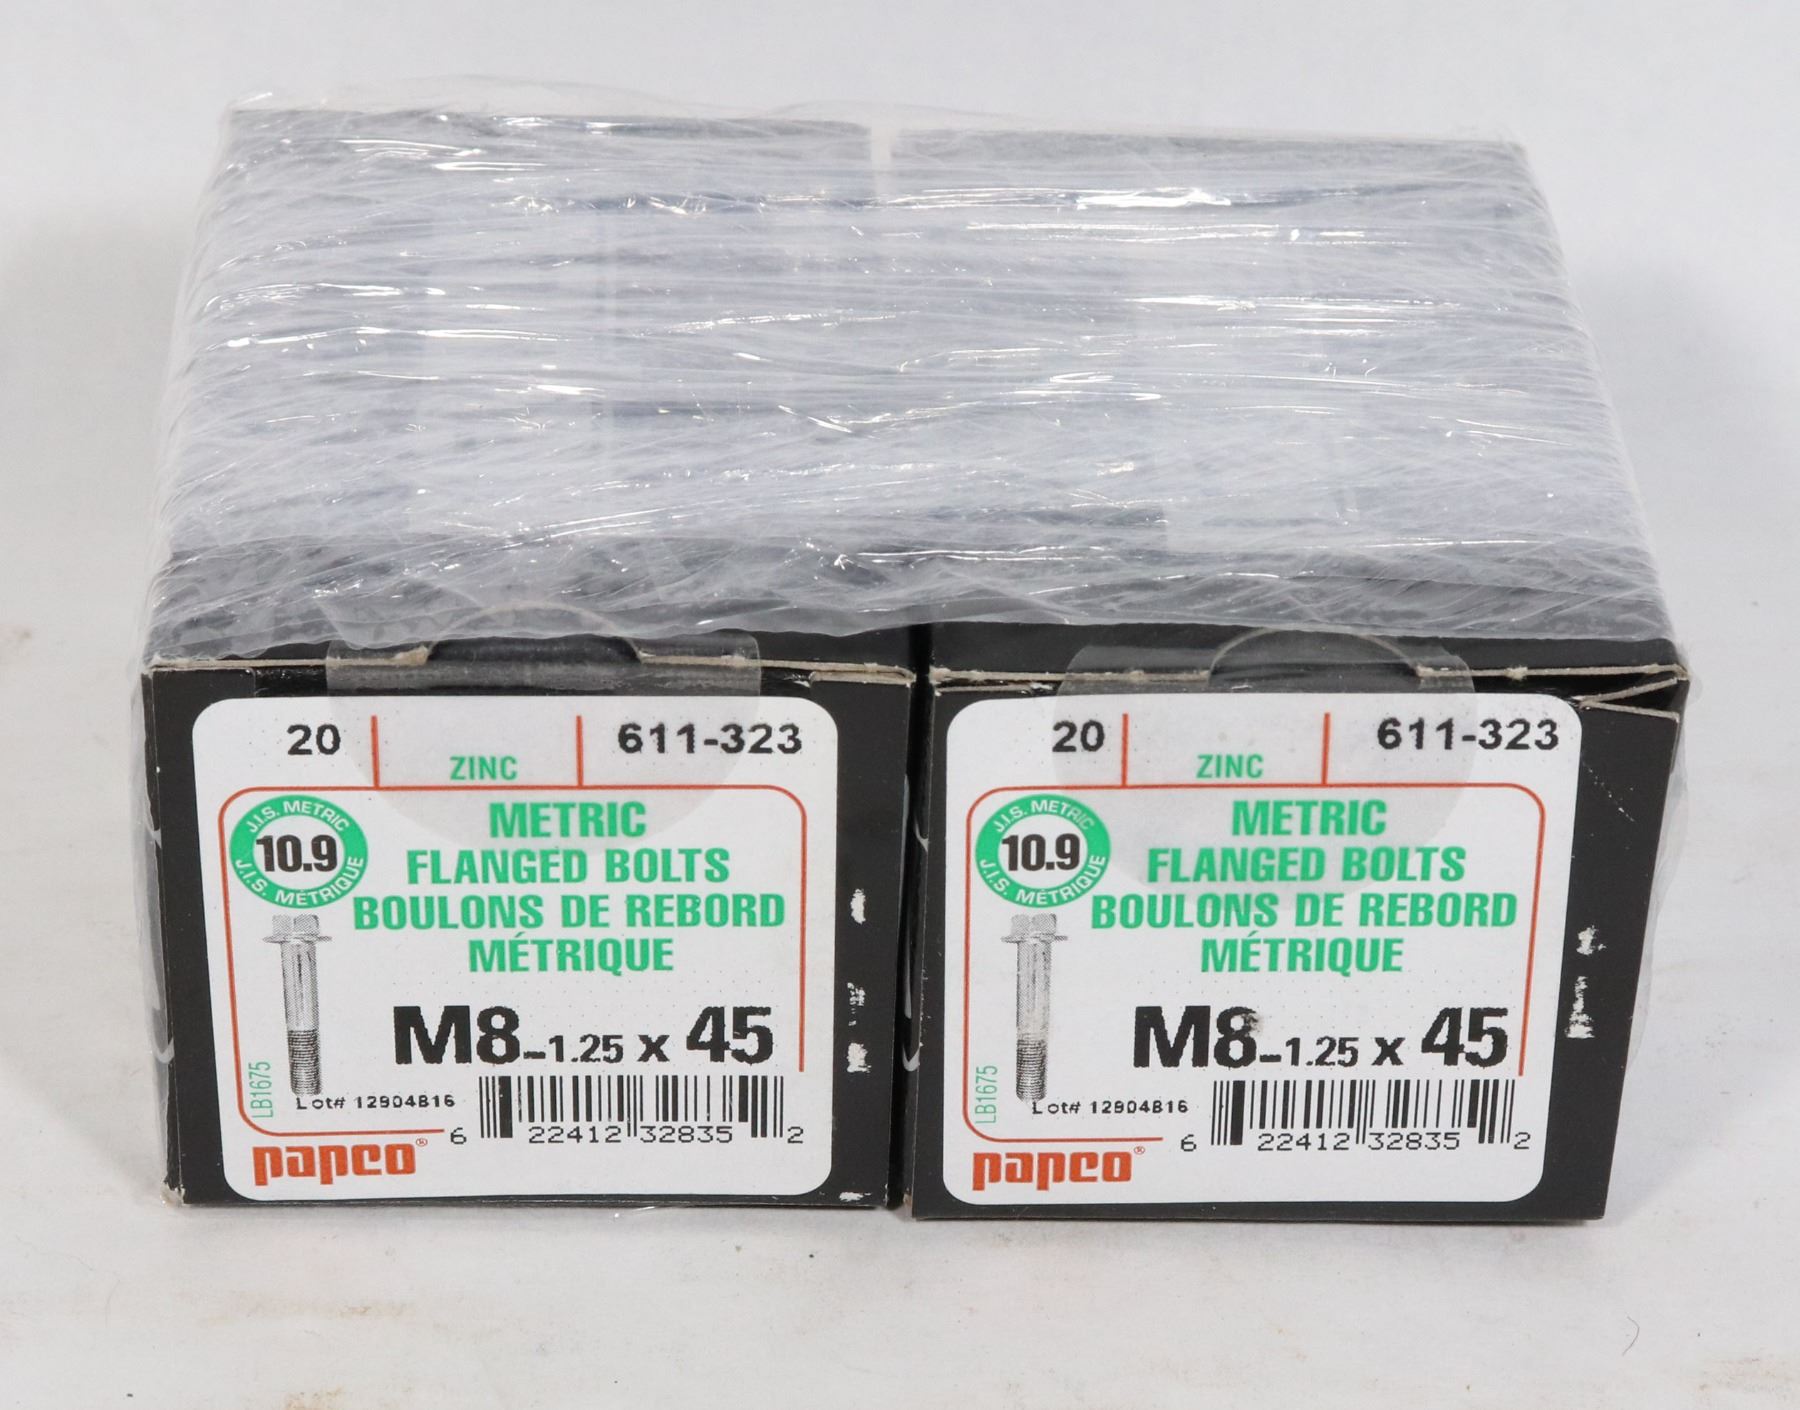 20 ZINC 611-323
J.I.S. METRIC
10.9
J.I.S. MÉTRIQUE
METRIC
FLANGED BOLTS
BOULONS DE REBORD
MÉTRIQUE
M8-1.25 x 45
LB1675
Lot# 12904816
6 22412 32835 2
papco®
20 ZINC 611-323
J.I.S. METRIC
10.9
J.I.S. MÉTRIQUE
METRIC
FLANGED BOLTS
BOULONS DE REBORD
MÉTRIQUE
M8-1.25 x 45
LB1675
Lot# 12904816
6 22412 32835 2
papco®